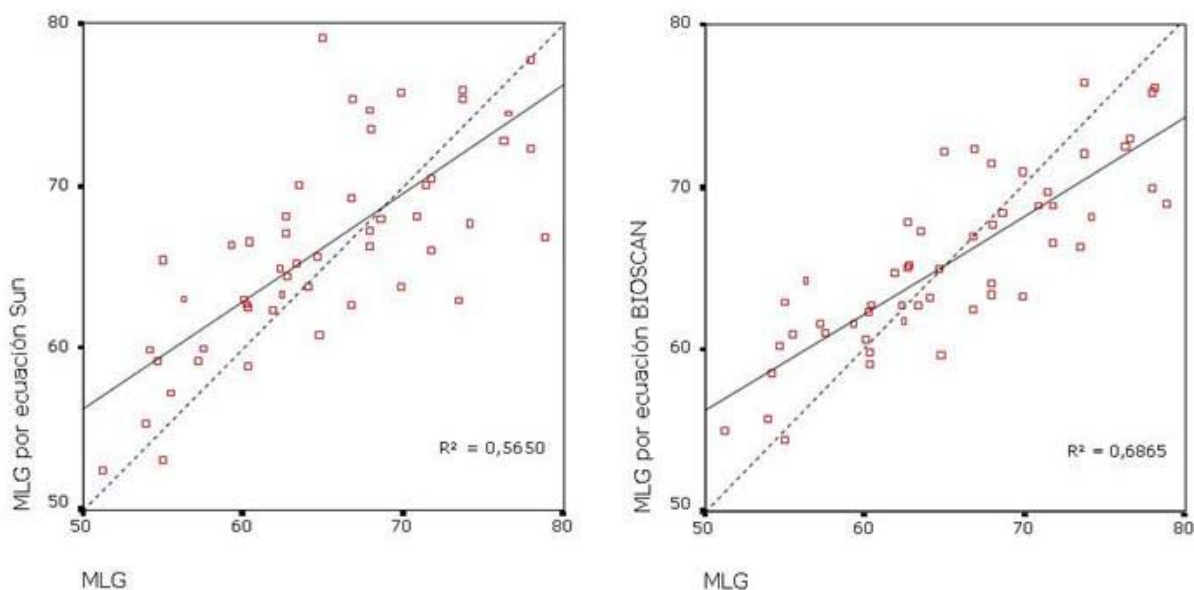 MLG por ecuación Sun
80
70
60
50
R² = 0,5650
50 60 70 80
MLG
MLG por ecuación BIOSCAN
80
70
60
50
R² = 0,6865
50 60 70 80
MLG